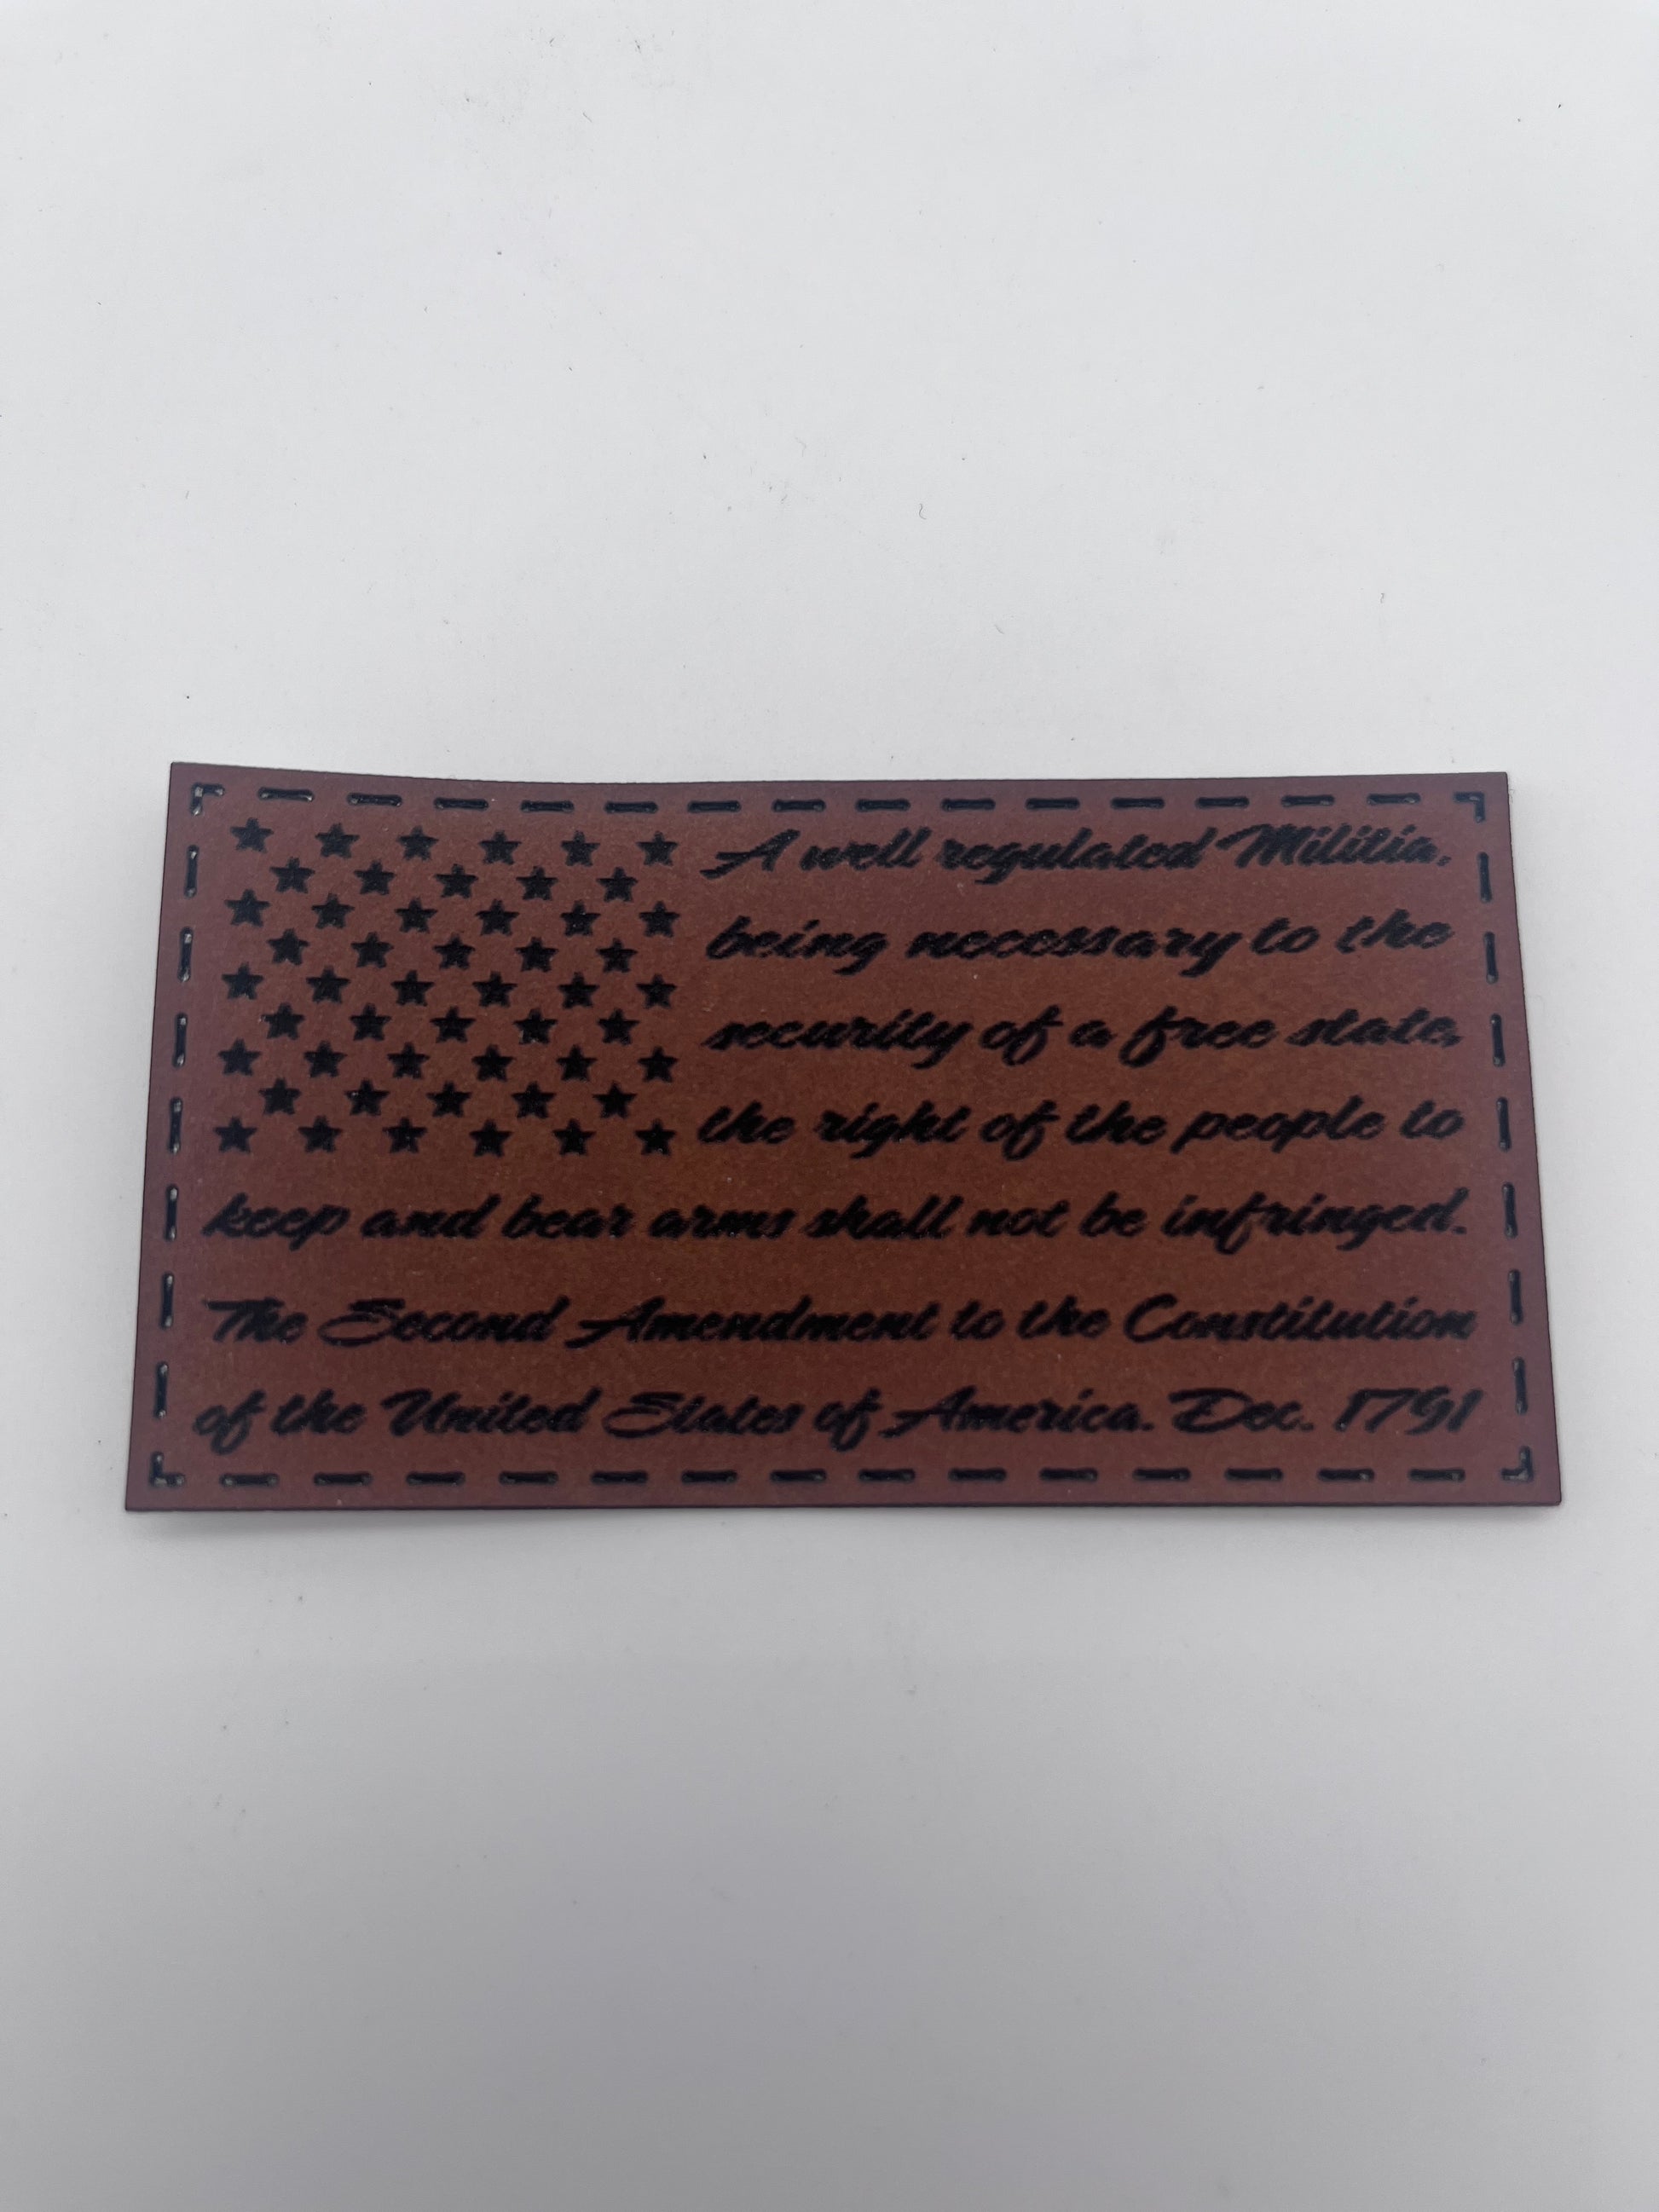 A well regulated Militia,
being necessary to the
security of a free state,
the right of the people to
keep and bear arms shall not be infringed.
The Second Amendment to the Constitution
of the United States of America. Dec. 1791